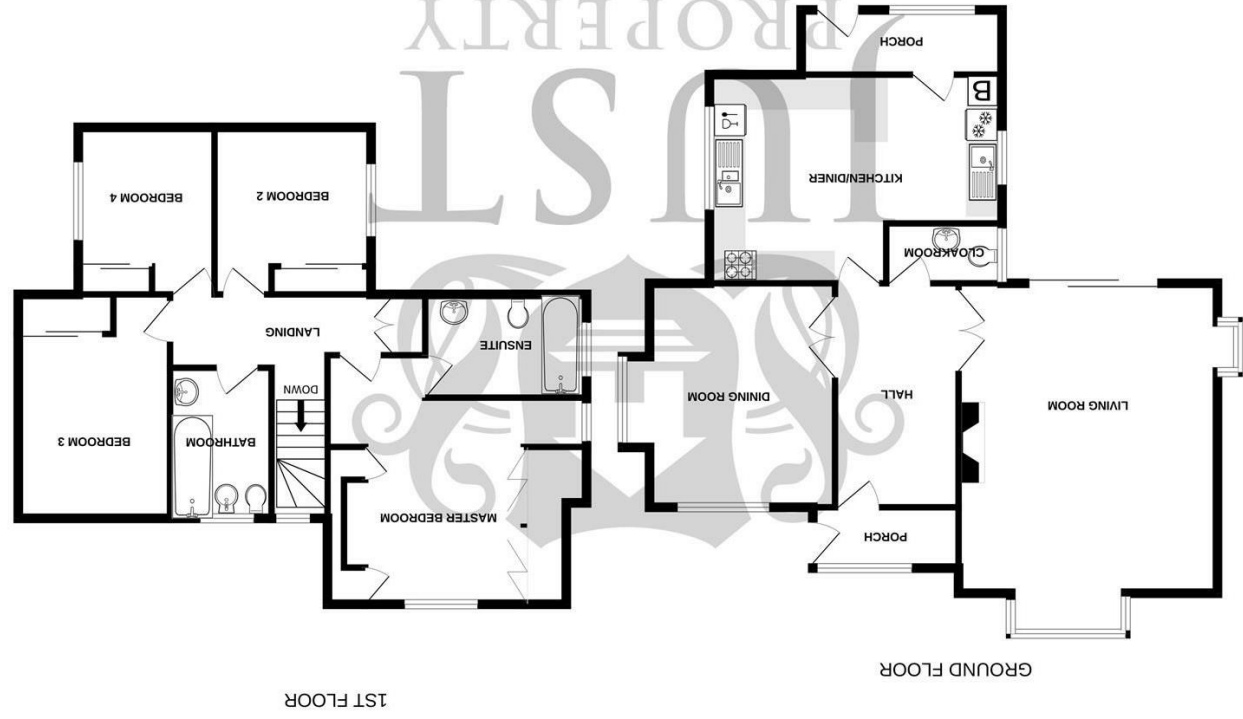 GROUND FLOOR
PORCH
HALL
LIVING ROOM
DINING ROOM
CLOAKROOM
KITCHEN/DINER
B
PORCH
1ST FLOOR
MASTER BEDROOM
BATHROOM
BEDROOM 3
DOWN
ENSUITE
LANDING
BEDROOM 2
BEDROOM 4
JUST
PROPERTY